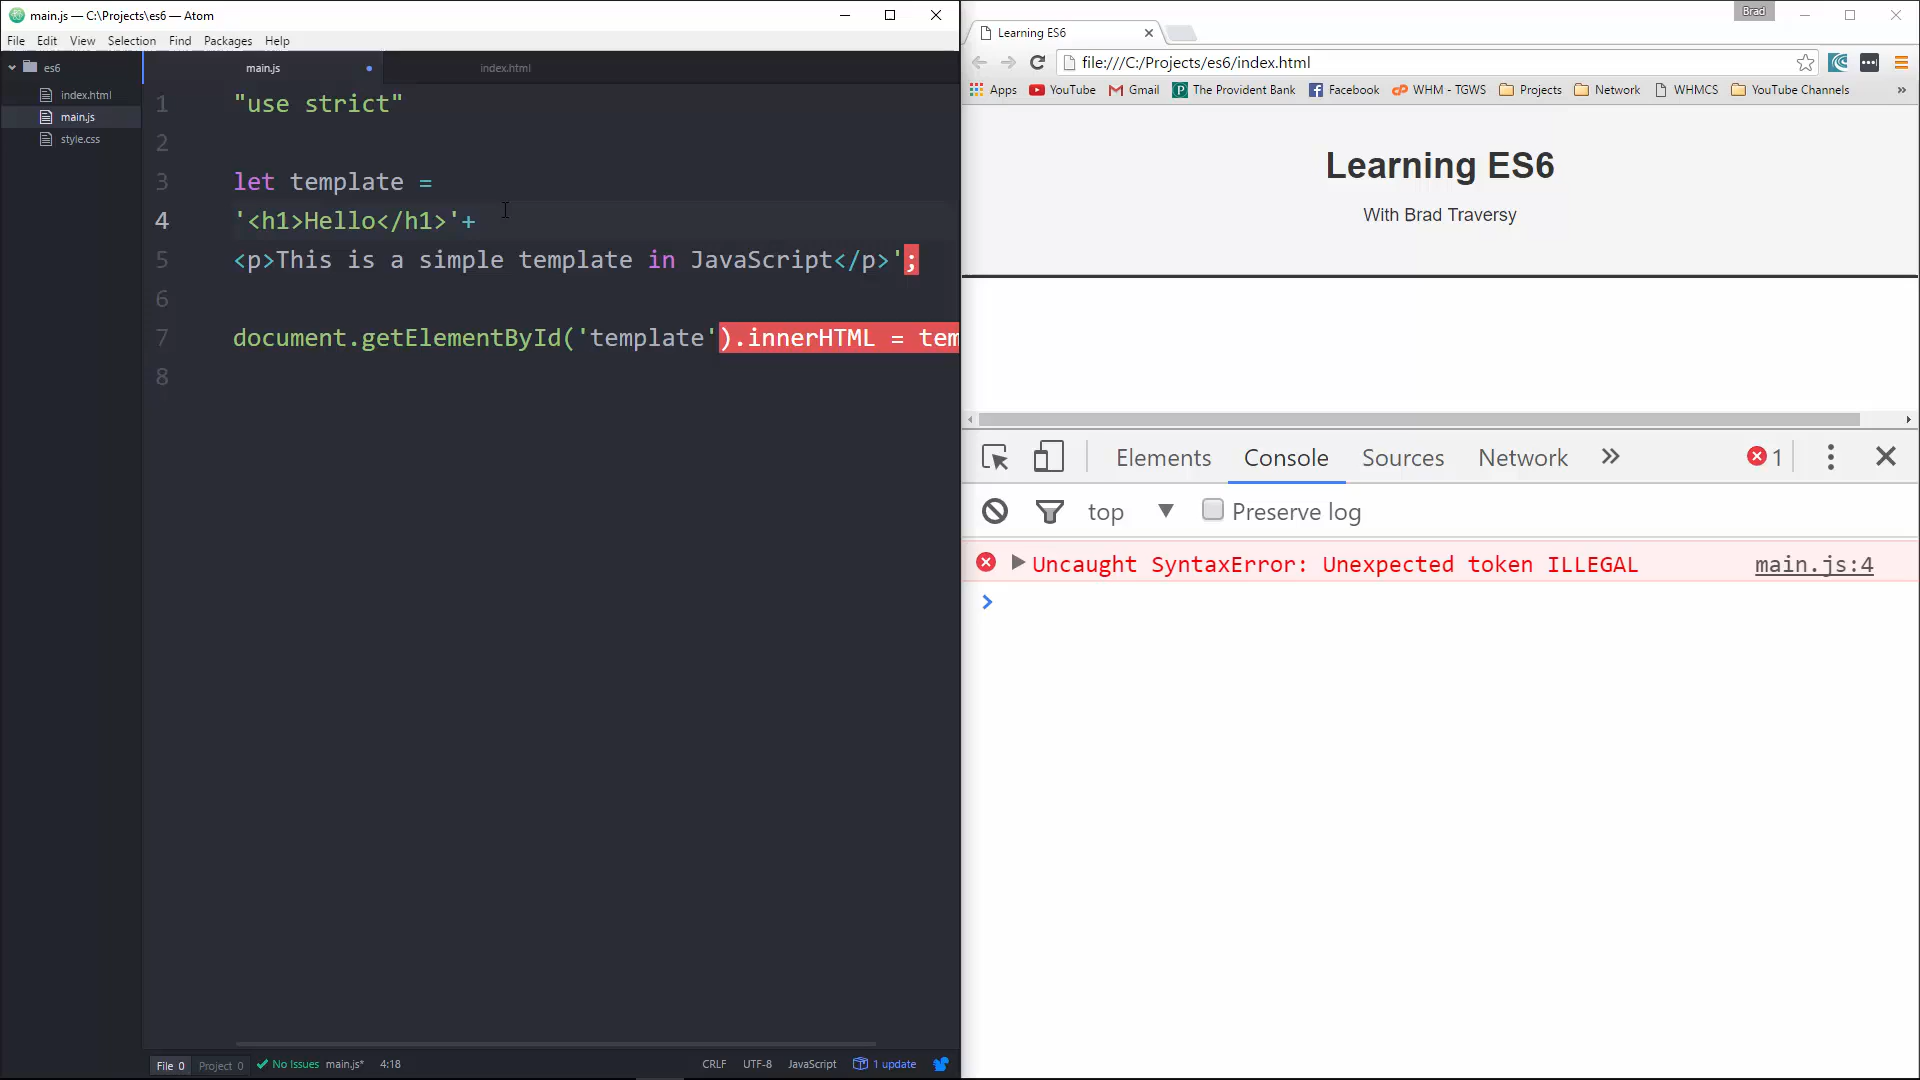 main.js — C:\Projects\es6 — Atom
File Edit View Selection Find Packages Help
es6
index.html
main.js
style.css
main.js index.html
1 "use strict"
2
3 let template =
4 '<h1>Hello</h1>'+
5 <p>This is a simple template in JavaScript</p>';
6
7 document.getElementById('template').innerHTML = tem
8
File 0 Project 0 No Issues main.js* 4:18 CRLF UTF-8 JavaScript 1 update
Brad
Learning ES6
file:///C:/Projects/es6/index.html
Apps YouTube Gmail The Provident Bank Facebook WHM - TGWS Projects Network WHMCS YouTube Channels »
Learning ES6
With Brad Traversy
Elements Console Sources Network » 1
top Preserve log
Uncaught SyntaxError: Unexpected token ILLEGAL main.js:4